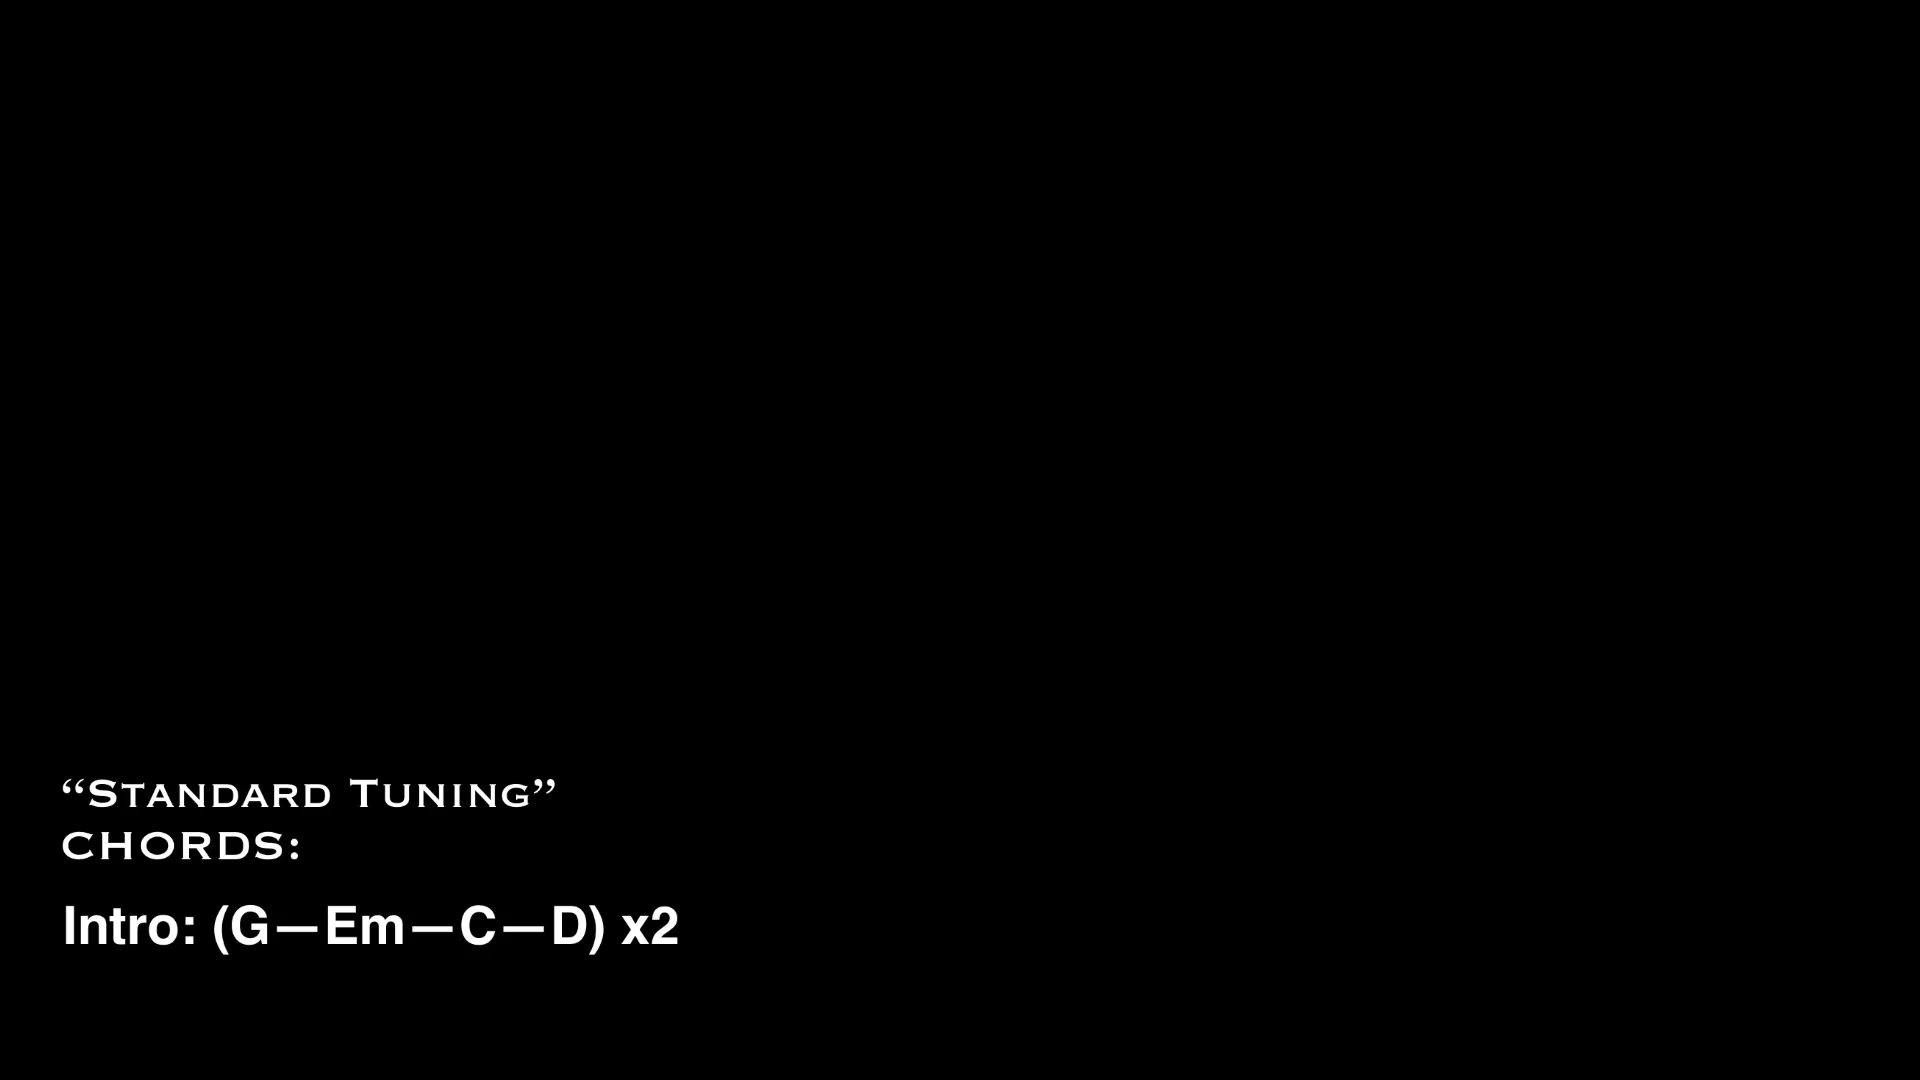 “Standard Tuning”
CHORDS:
Intro: (G—Em—C—D) x2